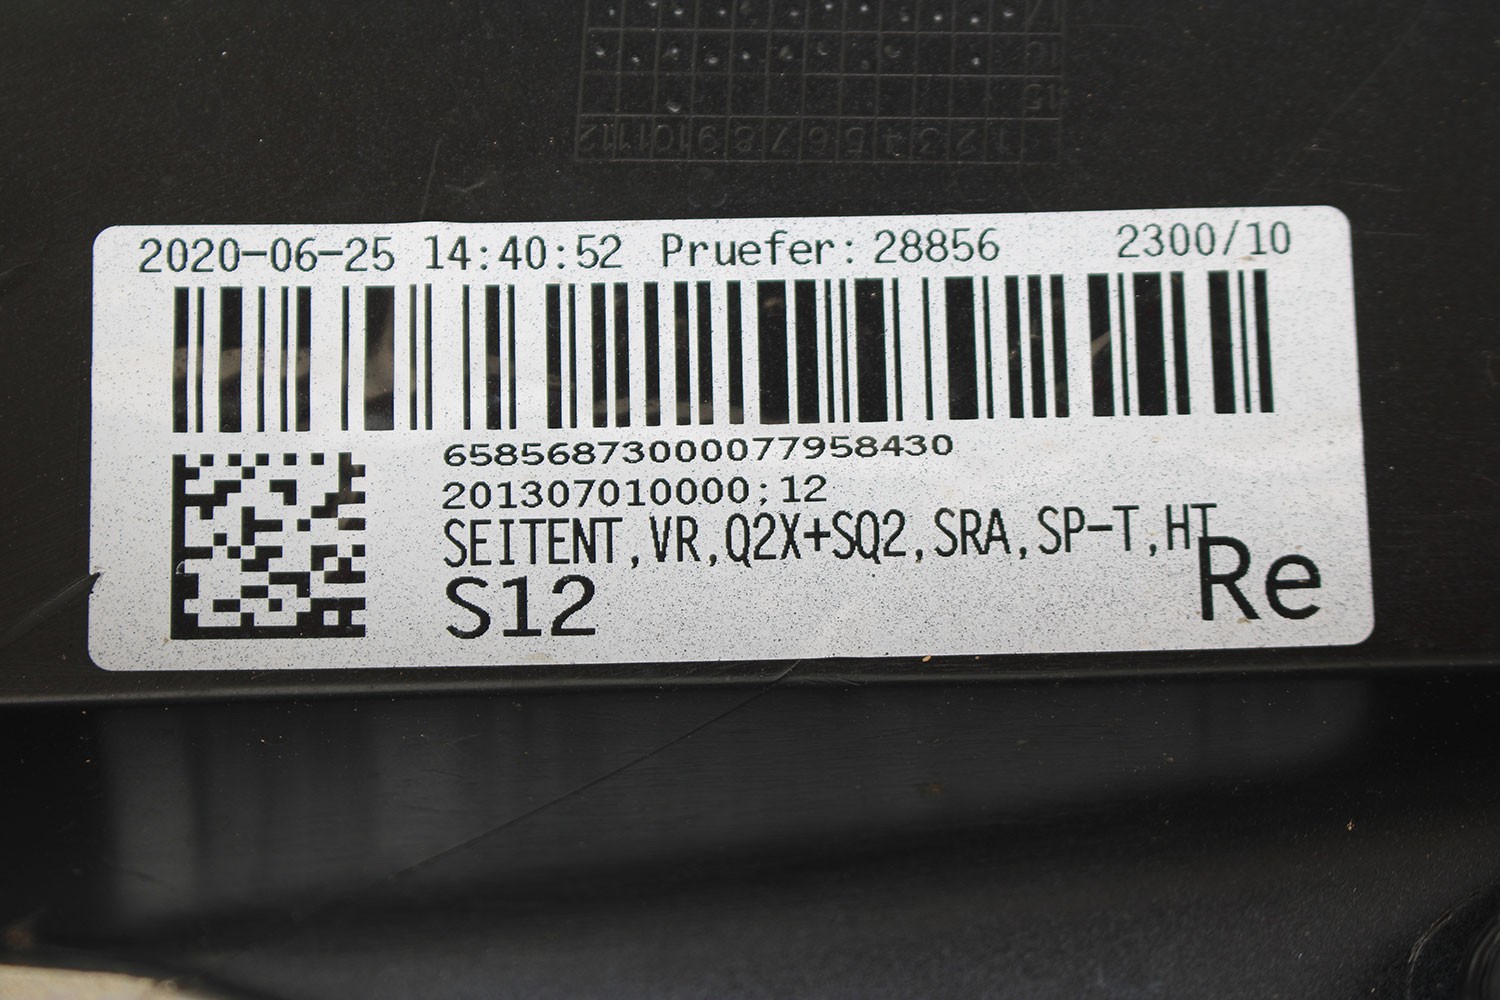 2020-06-25 14:40:52 Pruefer: 28856 2300/10
65856873000077958430
201307010000;12
SEITENT,VR,Q2X+SQ2,SRA,SP-T,HT
S12 Re